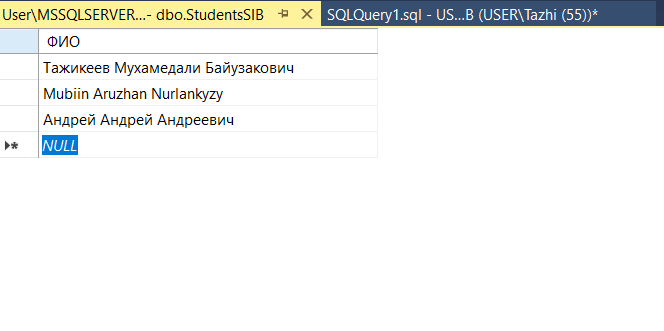 User\MSSQLSERVER...- dbo.StudentsSIB
SQLQuery1.sql - US...B (USER\Tazhi (55))*
ФИО
Тажикеев Мухамедали Байузакович
Mubiin Aruzhan Nurlankyzy
Андрей Андрей Андреевич
NULL